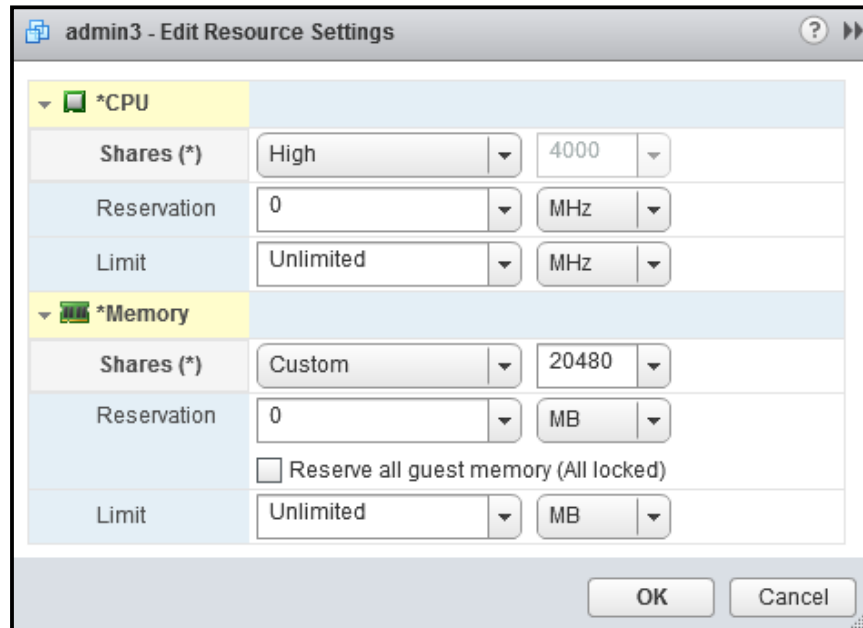 admin3 - Edit Resource Settings ?
*CPU
Shares (*) High 4000
Reservation 0 MHz
Limit Unlimited MHz
*Memory
Shares (*) Custom 20480
Reservation 0 MB
Reserve all guest memory (All locked)
Limit Unlimited MB
OK Cancel